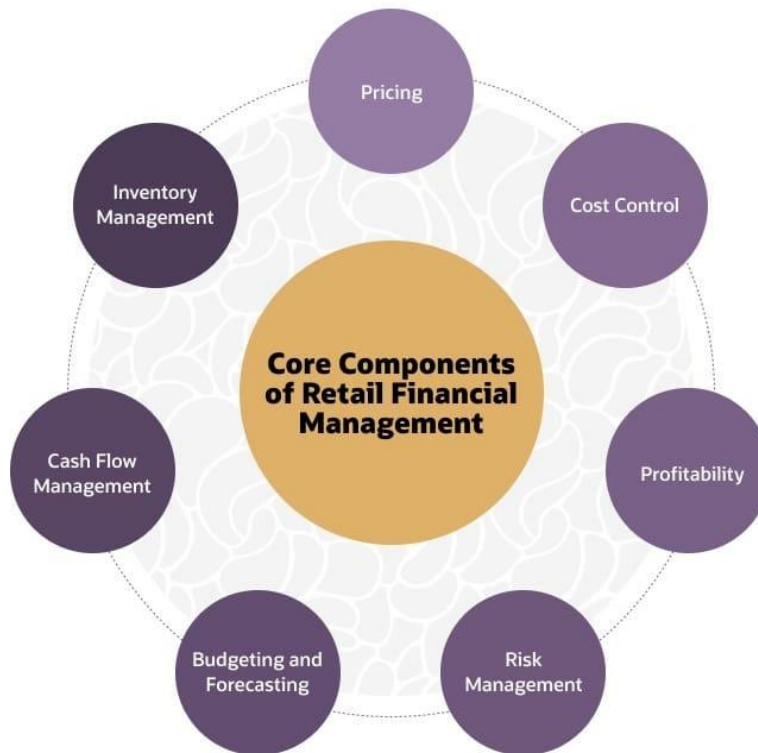 Pricing
Cost Control
Profitability
Risk
Management
Budgeting and
Forecasting
Cash Flow
Management
Inventory
Management
Core Components
of Retail Financial
Management